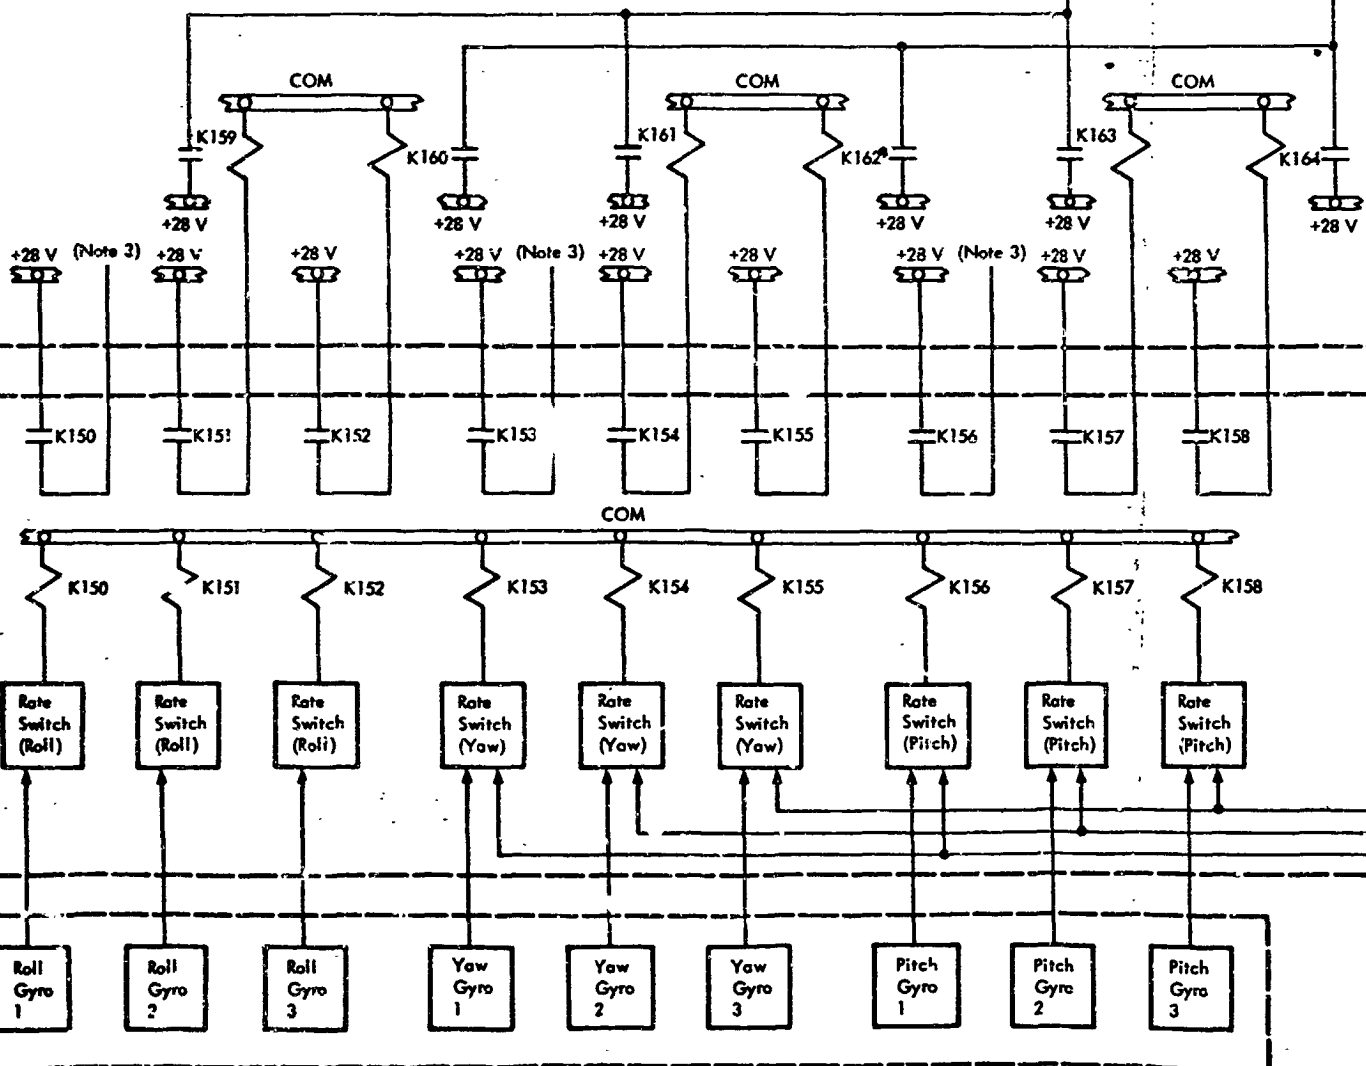 COM
COM
COM
K159
K160
K161
K162
K163
K164
+28 V
+28 V
+28 V
+28 V
+28 V
+28 V
+28 V
(Note 3)
+28 V
+28 V
+28 V
(Note 3)
+28 V
+28 V
+28 V
(Note 3)
+28 V
+28 V
K150
K151
K152
K153
K154
K155
K156
K157
K158
COM
K150
K151
K152
K153
K154
K155
K156
K157
K158
Rate
Switch
(Roll)
Rate
Switch
(Roll)
Rate
Switch
(Roll)
Rate
Switch
(Yaw)
Rate
Switch
(Yaw)
Rate
Switch
(Yaw)
Rate
Switch
(Pitch)
Rate
Switch
(Pitch)
Rate
Switch
(Pitch)
Roll
Gyro
1
Roll
Gyro
2
Roll
Gyro
3
Yaw
Gyro
1
Yaw
Gyro
2
Yaw
Gyro
3
Pitch
Gyro
1
Pitch
Gyro
2
Pitch
Gyro
3